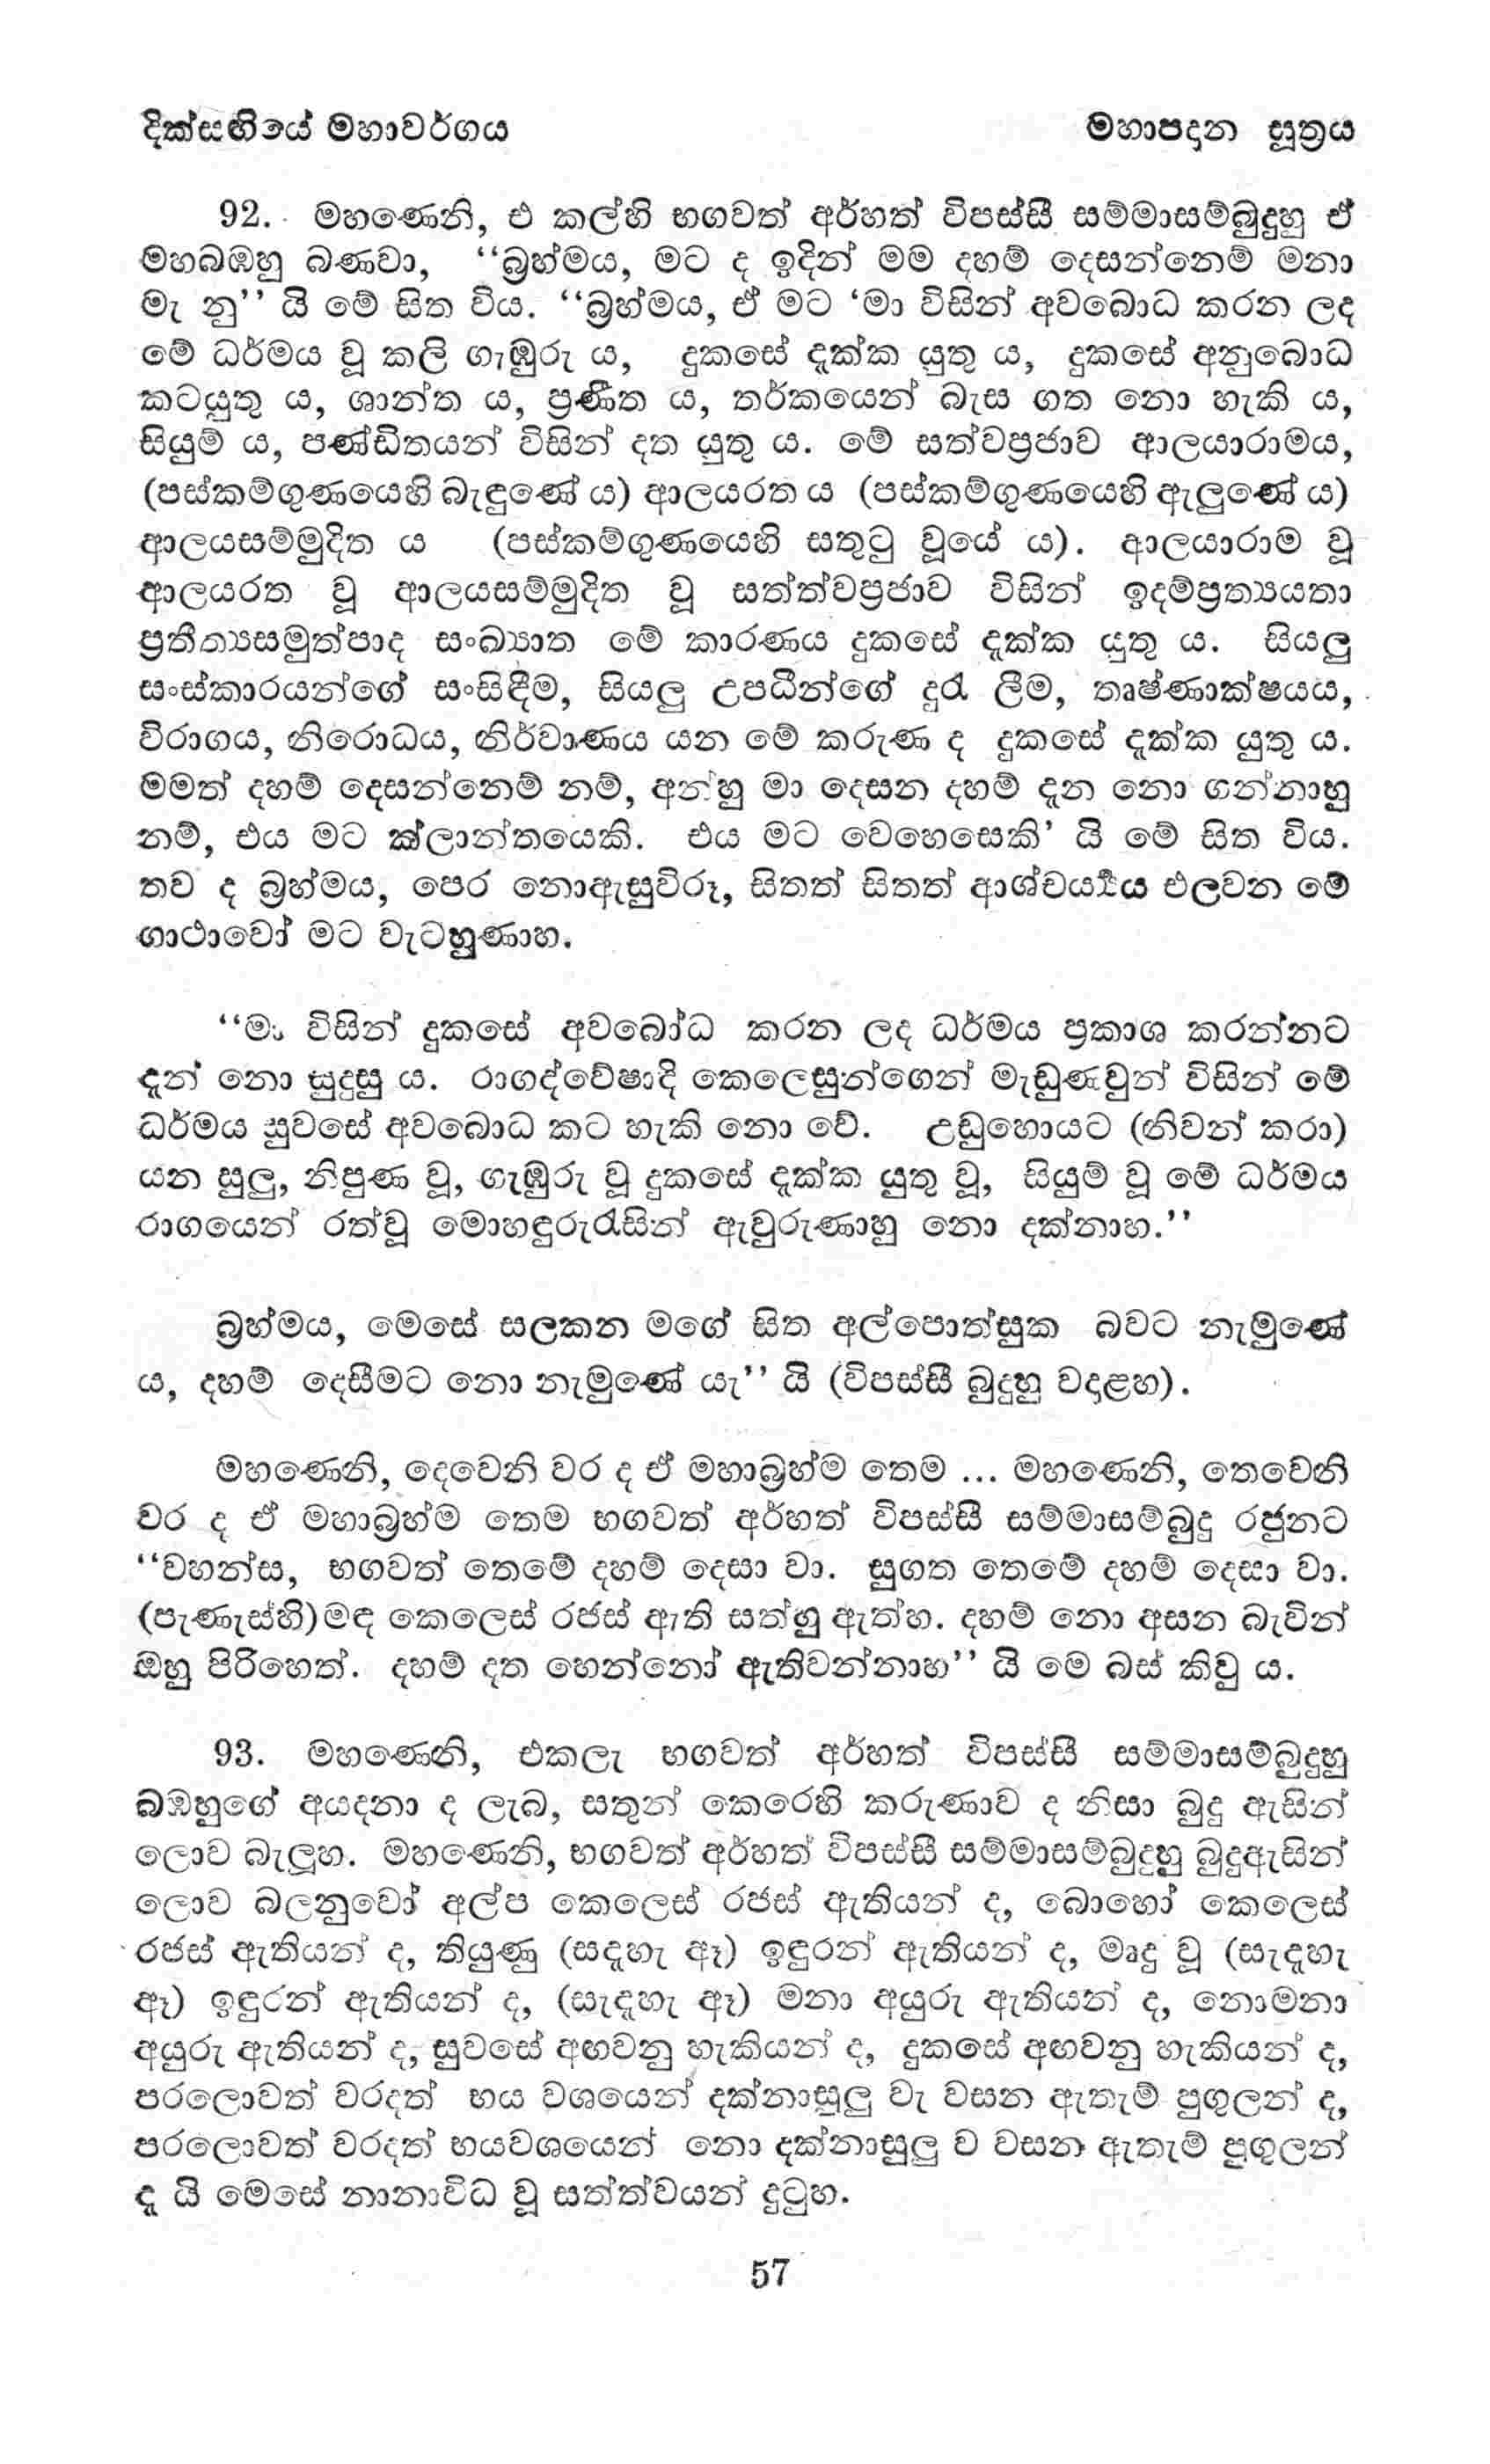 දික්සඟියේ මහාවර්ගය	මහාපදන සූත්‍රය
92. මහණෙනි, එ කල්හි භගවත් අර්හත් විපස්සී සම්මාසම්බුදුහු ඒ
මහබඹහු බණවා, “බ්‍රහ්මය, මට ද ඉදින් මම දහම් දෙසන්නෙම් මනා
මැ නු” යි මේ සිත විය. “බ්‍රහ්මය, ඒ මට ‘මා විසින් අවබොධ කරන ලද
මේ ධර්මය වූ කලි ගැඹුරු ය, දුකසේ දැක්ක යුතු ය, දුකසේ අනුබොධ
කටයුතු ය, ශාන්ත ය, ප්‍රණීත ය, තර්කයෙන් බැස ගත නො හැකි ය,
සියුම් ය, පණ්ඩිතයන් විසින් දත යුතු ය. මේ සත්වප්‍රජාව ආලයාරාමය,
(පස්කම්ගුණයෙහි බැඳුණේ ය) ආලයරත ය (පස්කම්ගුණයෙහි ඇලුණේ ය)
ආලයසම්මුදිත ය (පස්කම්ගුණයෙහි සතුටු වූයේ ය). ආලයාරාම වූ
ආලයරත වූ ආලයසම්මුදිත වූ සත්ත්වප්‍රජාව විසින් ඉදම්ප්‍රත්‍යයතා
ප්‍රතීත්‍යසමුත්පාද සංඛ්‍යාත මේ කාරණය දුකසේ දැක්ක යුතු ය. සියලු
සංස්කාරයන්ගේ සංසිඳීම, සියලු උපධීන්ගේ දුරැ ලීම, තෘෂ්ණාක්ෂයය,
විරාගය, නිරොධය, නිර්වාණය යන මේ කරුණ ද දුකසේ දැක්ක යුතු ය.
මමත් දහම් දෙසන්නෙම් නම්, අන්හු මා දෙසන දහම් දැන නො ගන්නාහු
නම්, එය මට ක්ලාන්තයෙකි. එය මට වෙහෙසෙකි’ යි මේ සිත විය.
තව ද බ්‍රහ්මය, පෙර නොඇසුවිරූ, සිතත් සිතත් ආශ්චර්‍ය්‍යය එලවන මේ
ගාථාවෝ මට වැටහුණාහ.
“මා විසින් දුකසේ අවබෝධ කරන ලද ධර්මය ප්‍රකාශ කරන්නට
දැන් නො සුදුසු ය. රාගද්වේෂාදි කෙලෙසුන්ගෙන් මැඩුණවුන් විසින් මේ
ධර්මය සුවසේ අවබොධ කට හැකි නො වේ. උඩුහොයට (නිවන් කරා)
යන සුලු, නිපුණ වූ, ගැඹුරු වූ දුකසේ දැක්ක යුතු වූ, සියුම් වූ මේ ධර්මය
රාගයෙන් රත්වූ මොහඳුරුරැසින් ඇවුරුණාහු නො දක්නාහ.”
බ්‍රහ්මය, මෙසේ සලකන මගේ සිත අල්පොත්සුක බවට නැමුණේ
ය, දහම් දෙසීමට නො නැමුණේ යැ” යි (විපස්සී බුදුහු වදළහ).
මහණෙනි, දෙවෙනි වර ද ඒ මහාබ්‍රහ්ම තෙම ... මහණෙනි, තෙවෙනි
වර ද ඒ මහාබ්‍රහ්ම තෙම භගවත් අර්හත් විපස්සී සම්මාසම්බුදු රජුනට
“වහන්ස, භගවත් තෙමේ දහම් දෙසා වා. සුගත තෙමේ දහම් දෙසා වා.
(පැණැස්හි) මඳ කෙලෙස් රජස් ඇති සත්හු ඇත්හ. දහම් නො අසන බැවින්
ඔහු පිරිහෙත්. දහම් දත හෙන්නෝ ඇතිවන්නාහ” යි මෙ බස් කිවු ය.
93. මහණෙනි, එකලැ භගවත් අර්හත් විපස්සී සම්මාසම්බුදුහු
බඹහුගේ අයදනා ද ලැබ, සතුන් කෙරෙහි කරුණාව ද නිසා බුදු ඇසින්
ලොව බැලූහ. මහණෙනි, භගවත් අර්හත් විපස්සී සම්මාසම්බුදුහු බුදුඇසින්
ලොව බලනුවෝ අල්ප කෙලෙස් රජස් ඇතියන් ද, බොහෝ කෙලෙස්
රජස් ඇතියන් ද, තියුණු (සදැහැ ඈ) ඉඳුරන් ඇතියන් ද, මෘදු වූ (සැදැහැ
ඈ) ඉඳුරන් ඇතියන් ද, (සැදැහැ ඈ) මනා අයුරු ඇතියන් ද, නොමනා
අයුරු ඇතියන් ද, සුවසේ අඟවනු හැකියන් ද, දුකසේ අඟවනු හැකියන් ද,
පරලොවත් වරදත් භය වශයෙන් දක්නාසුලු වැ වසන ඇතැම් පුගුලන් ද,
පරලොවත් වරදත් භයවශයෙන් නො දක්නාසුලු ව වසන ඇතැම් පුගුලන්
ද යි මෙසේ නානාවිධ වූ සත්ත්වයන් දුටුහ.
57